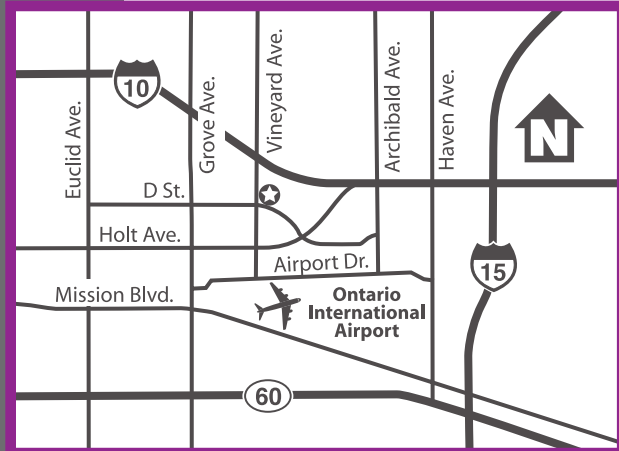 10
Euclid Ave.
Grove Ave.
Vineyard Ave.
Archibald Ave.
Haven Ave.
N
D St.
Holt Ave.
Airport Dr.
15
Mission Blvd.
Ontario
International
Airport
60